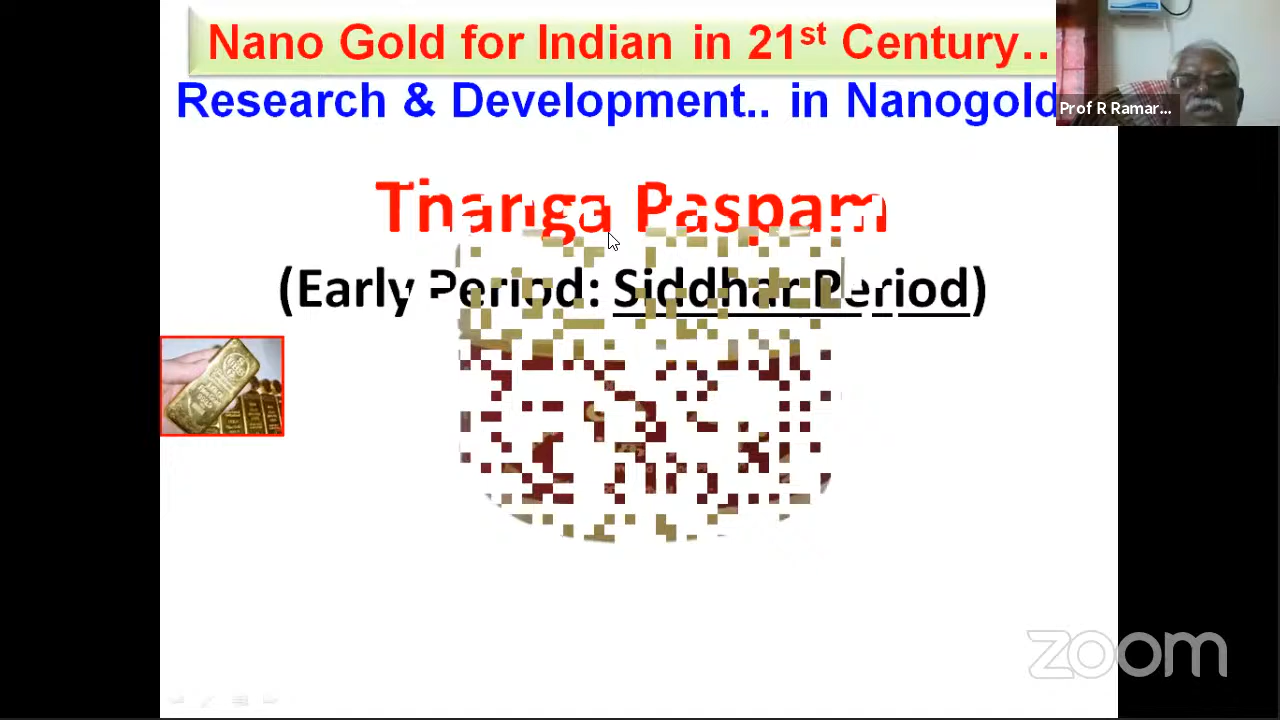 Nano Gold for Indian in 21st Century..
Research & Development.. in Nanogold
Prof R Ramar...
Thanga Paspam
(Early Period: Siddhar Period)
zoom